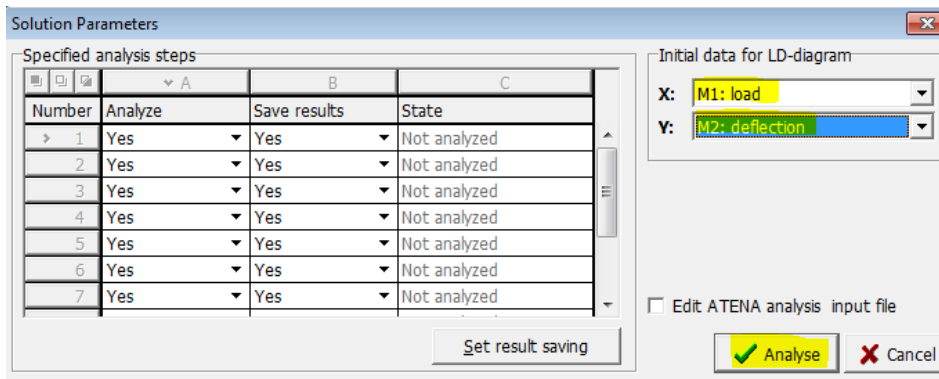 Solution Parameters
Specified analysis steps
A B C
Number Analyze Save results State
1 Yes Yes Not analyzed
2 Yes Yes Not analyzed
3 Yes Yes Not analyzed
4 Yes Yes Not analyzed
5 Yes Yes Not analyzed
6 Yes Yes Not analyzed
7 Yes Yes Not analyzed
Set result saving
Initial data for LD-diagram
X: M1: load
Y: M2: deflection
Edit ATENA analysis input file
Analyse Cancel